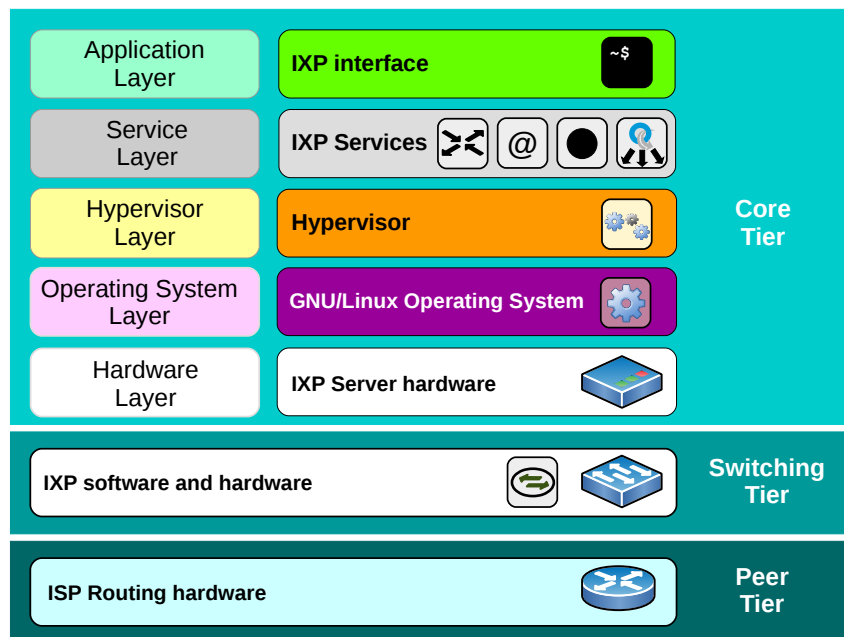 Application
Layer
IXP interface
~$
Service
Layer
IXP Services
@
Hypervisor
Layer
Hypervisor
Core
Tier
Operating System
Layer
GNU/Linux Operating System
Hardware
Layer
IXP Server hardware
IXP software and hardware
Switching
Tier
ISP Routing hardware
Peer
Tier